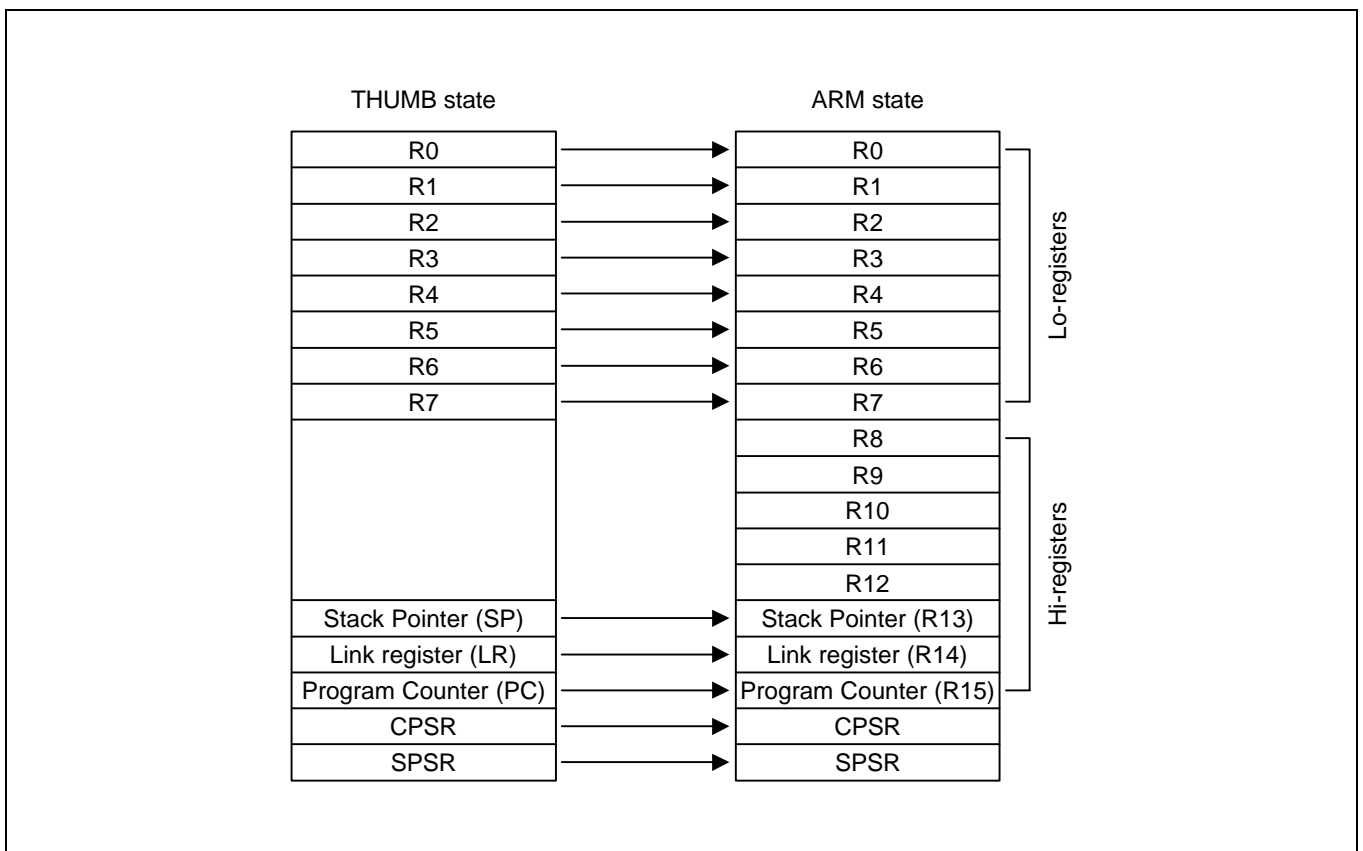 THUMB state
ARM state
R0
R0
R1
R1
R2
R2
R3
R3
R4
R4
R5
R5
R6
R6
R7
R7
R8
R9
R10
R11
R12
Stack Pointer (SP)
Stack Pointer (R13)
Link register (LR)
Link register (R14)
Program Counter (PC)
Program Counter (R15)
CPSR
CPSR
SPSR
SPSR
Lo-registers
Hi-registers